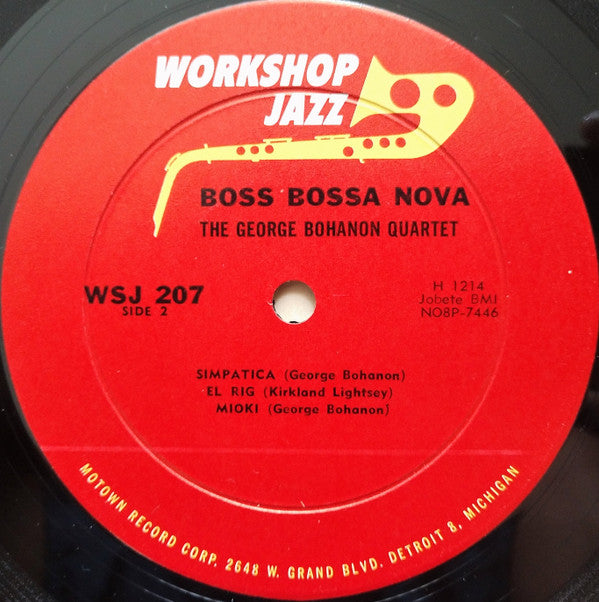 WORKSHOP
JAZZ
BOSS BOSSA NOVA
THE GEORGE BOHANON QUARTET
WSJ 207
SIDE 2
H 1214
Jobete BMI
NO8P-7446
SIMPATICA (George Bohanon)
EL RIG (Kirkland Lightsey)
MIOKI (George Bohanon)
MOTOWN RECORD CORP. 2648 W. GRAND BLVD. DETROIT 8, MICHIGAN